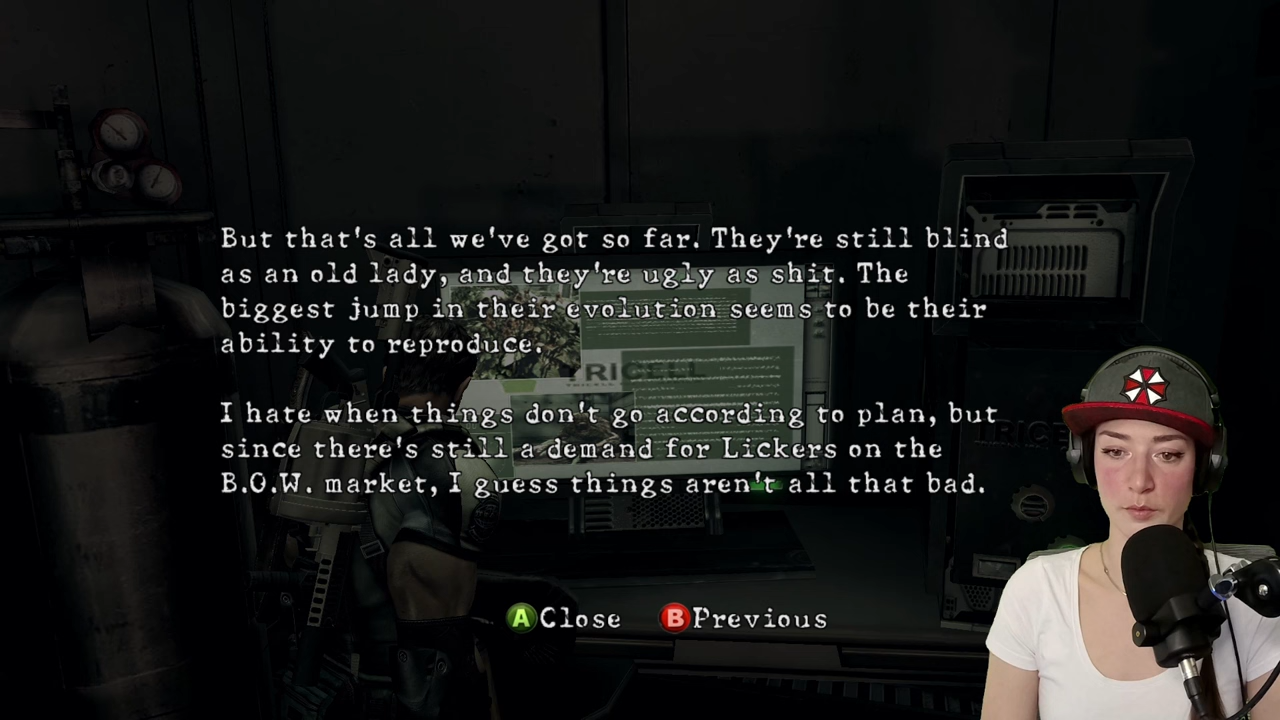 But that's all we've got so far. They're still blind
as an old lady, and they're ugly as shit. The
biggest jump in their evolution seems to be their
ability to reproduce.
I hate when things don't go according to plan, but
since there's still a demand for Lickers on the
B.O.W. market, I guess things aren't all that bad.
A Close B Previous